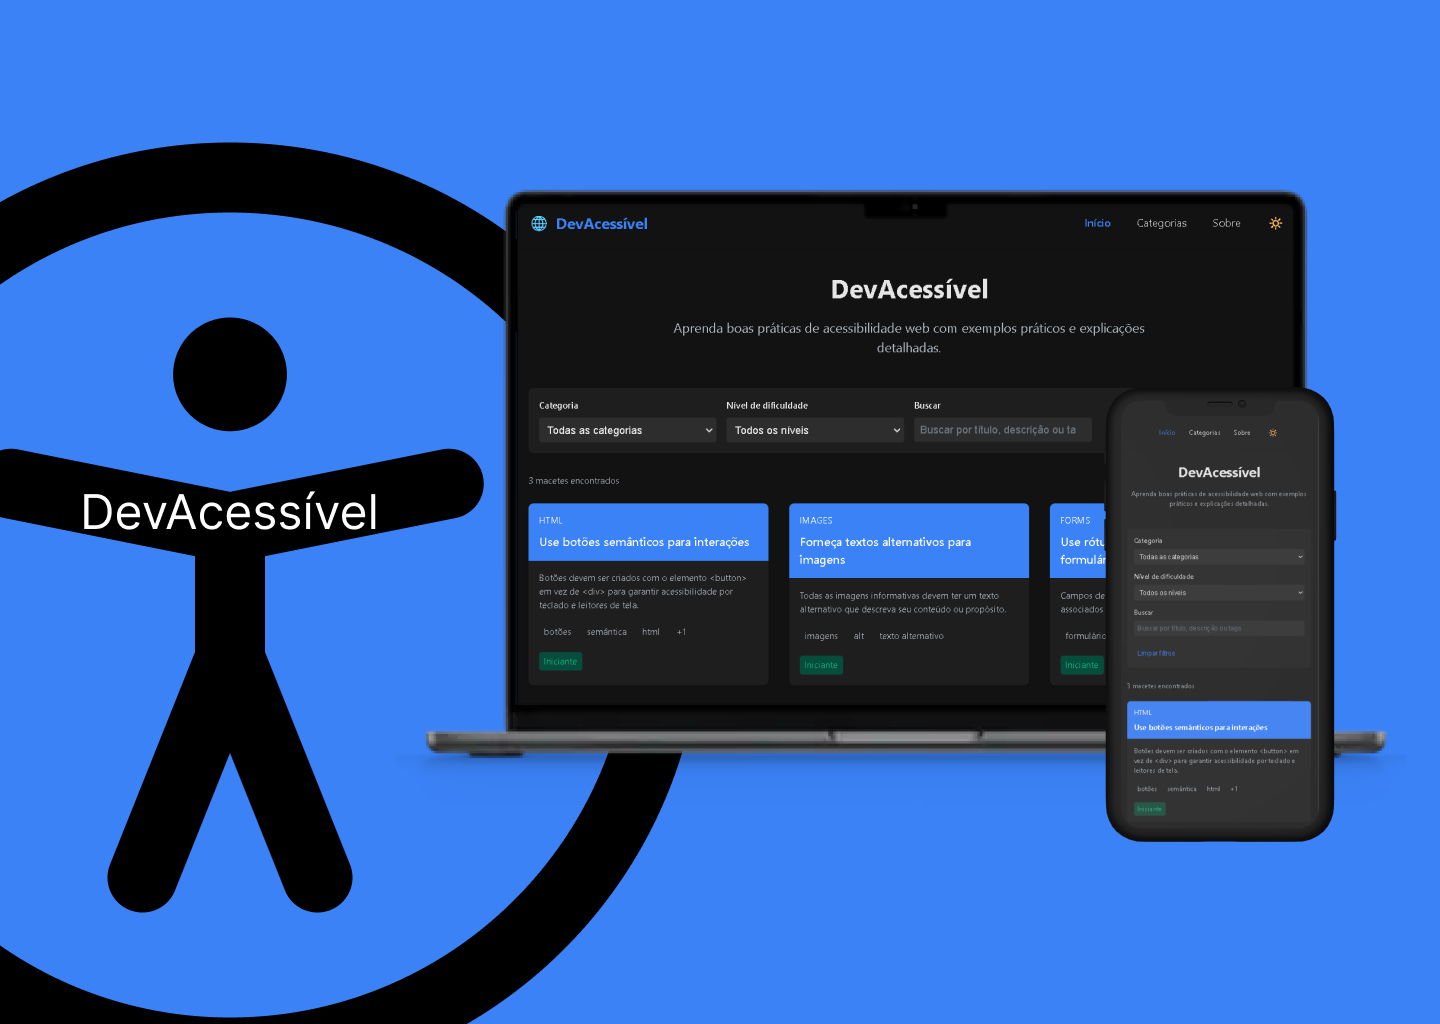 DevAcessível
DevAcessível
Início Categorias Sobre
DevAcessível
Aprenda boas práticas de acessibilidade web com exemplos práticos e explicações
detalhadas.
Categoria Nível de dificuldade Buscar
Todas as categorias Todos os níveis Buscar por título, descrição ou ta
3 macetes encontrados
HTML
Use botões semânticos para interações
Botões devem ser criados com o elemento <button>
em vez de <div> para garantir acessibilidade por
teclado e leitores de tela.
botões semântica html +1
Iniciante
IMAGES
Forneça textos alternativos para
imagens
Todas as imagens informativas devem ter um texto
alternativo que descreva seu conteúdo ou propósito.
imagens alt texto alternativo
Iniciante
FORMS
Use rótu
formulár
Campos de
associados
formulário
Iniciante
Início Categorias Sobre
DevAcessível
Aprenda boas práticas de acessibilidade web com exemplos
práticos e explicações detalhadas.
Categoria
Todas as categorias
Nível de dificuldade
Todos os níveis
Buscar
Buscar por título, descrição ou tags
Limpar filtros
3 macetes encontrados
HTML
Use botões semânticos para interações
Botões devem ser criados com o elemento <button> em
vez de <div> para garantir acessibilidade por teclado e
leitores de tela.
botões semântica html +1
Iniciante